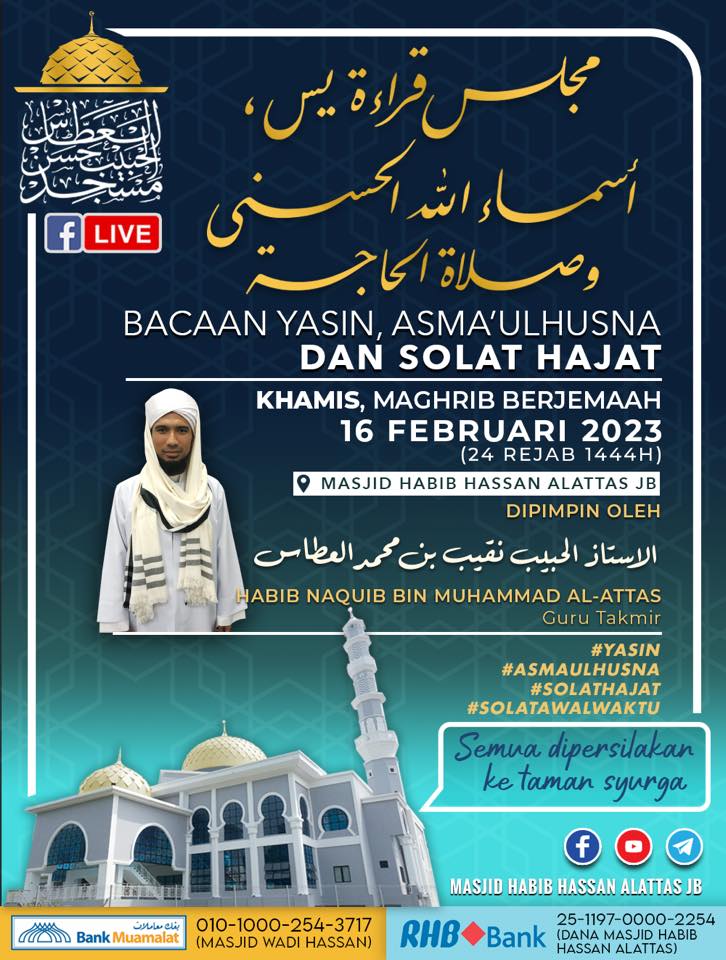 العطاس
الحبيب حسن
مسجد
f LIVE
مجلس قراءة يس ،
أسماء الله الحسنى
وصلاة الحاجة
BACAAN YASIN, ASMA'ULHUSNA
DAN SOLAT HAJAT
KHAMIS, MAGHRIB BERJEMAAH
16 FEBRUARI 2023
(24 REJAB 1444H)
MASJID HABIB HASSAN ALATTAS JB
DIPIMPIN OLEH
الاستاذ الحبيب نقيب بن محمد العطاس
HABIB NAQUIB BIN MUHAMMAD AL-ATTAS
Guru Takmir
#YASIN
#ASMAULHUSNA
#SOLATHAJAT
#SOLATAWALWAKTU
Semua dipersilakan
ke taman syurga
MASJID HABIB HASSAN ALATTAS JB
بنك معاملات
Bank Muamalat
010-1000-254-3717
(MASJID WADI HASSAN)
RHB Bank
25-1197-0000-2254
(DANA MASJID HABIB
HASSAN ALATTAS)